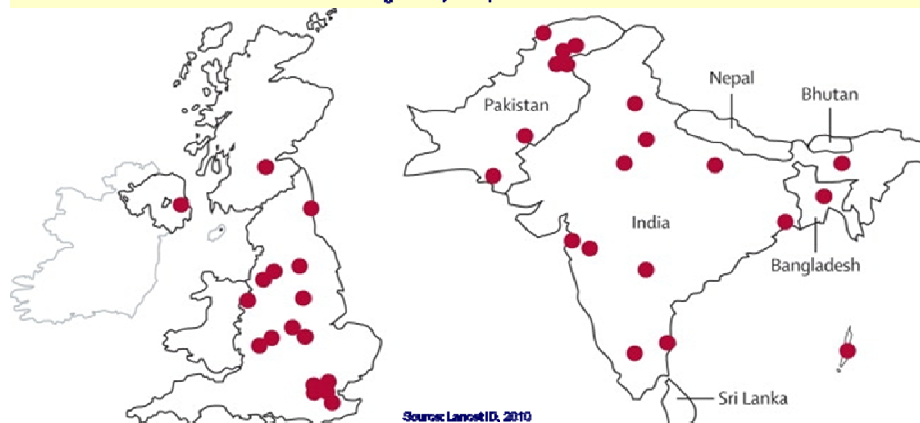 Nepal
Bhutan
Pakistan
India
Bangladesh
Sri Lanka
Source: Lancet ID, 2010